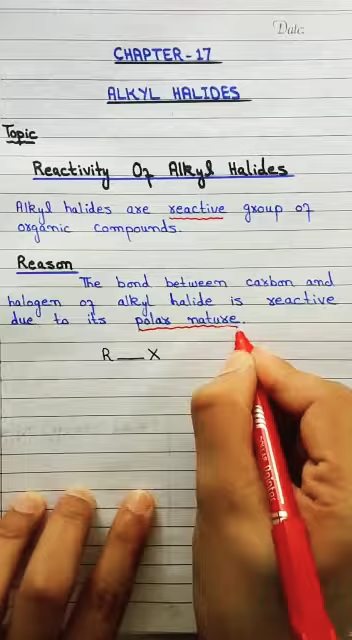 Date:
CHAPTER-17
ALKYL HALIDES
Topic
Reactivity Of Alkyl Halides
Alkyl halides are reactive group of
organic compounds.
Reason
The bond between carbon and
halogen of alkyl halide is reactive
due to its polar nature.
R — X